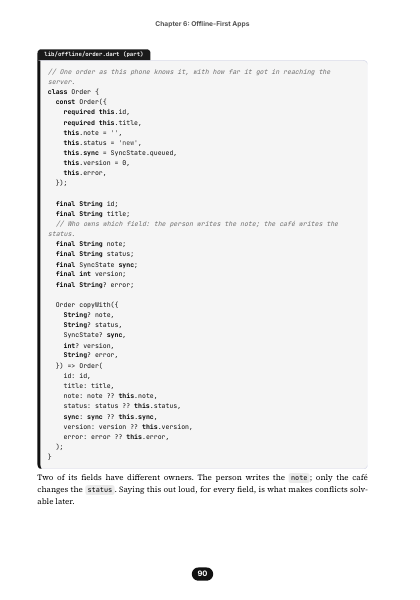 Chapter 6: Offline-First Apps
lib/offline/order.dart (part)
// One order as this phone knows it, with how far it got in reaching the
server.
class Order {
  const Order({
    required this.id,
    required this.title,
    this.note = '',
    this.status = 'new',
    this.sync = SyncState.queued,
    this.version = 0,
    this.error,
  });
  final String id;
  final String title;
  // Who owns which field: the person writes the note; the café writes the
status.
  final String note;
  final String status;
  final SyncState sync;
  final int version;
  final String? error;
  Order copyWith({
    String? note,
    String? status,
    SyncState? sync,
    int? version,
    String? error,
  }) => Order(
    id: id,
    title: title,
    note: note ?? this.note,
    status: status ?? this.status,
    sync: sync ?? this.sync,
    version: version ?? this.version,
    error: error ?? this.error,
  );
}
Two of its fields have different owners. The person writes the note; only the café
changes the status. Saying this out loud, for every field, is what makes conflicts solv-
able later.
90